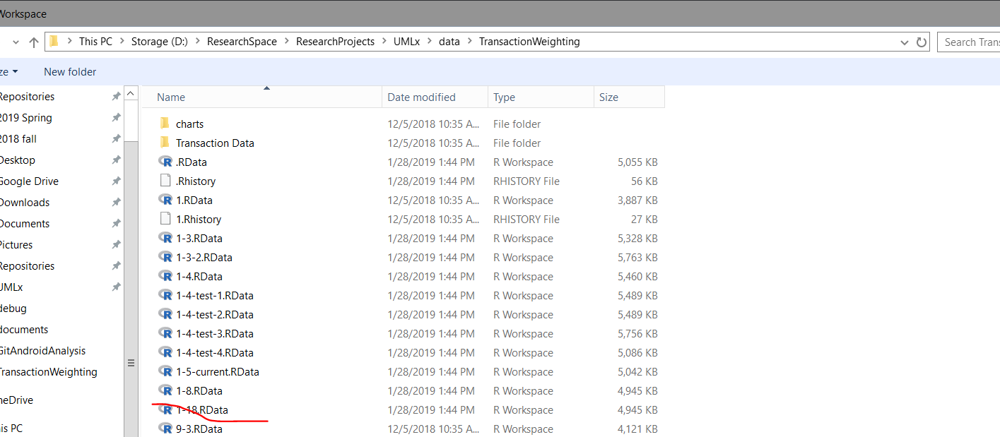 Workspace
This PC > Storage (D:) > ResearchSpace > ResearchProjects > UMLx > data > TransactionWeighting
Search Trans
ze New folder
Repositories
2019 Spring
2018 fall
Desktop
Google Drive
Downloads
Documents
Pictures
Repositories
UMLx
debug
documents
GitAndroidAnalysis
TransactionWeighting
neDrive
is PC
Name Date modified Type Size
charts 12/5/2018 10:35 A... File folder
Transaction Data 12/5/2018 10:35 A... File folder
.RData 1/28/2019 1:44 PM R Workspace 5,055 KB
.Rhistory 1/28/2019 1:44 PM RHISTORY File 56 KB
1.RData 12/5/2018 10:35 A... R Workspace 3,887 KB
1.Rhistory 12/5/2018 10:35 A... RHISTORY File 27 KB
1-3.RData 1/28/2019 1:44 PM R Workspace 5,328 KB
1-3-2.RData 1/28/2019 1:44 PM R Workspace 5,763 KB
1-4.RData 1/28/2019 1:44 PM R Workspace 5,460 KB
1-4-test-1.RData 1/28/2019 1:44 PM R Workspace 5,489 KB
1-4-test-2.RData 1/28/2019 1:44 PM R Workspace 5,489 KB
1-4-test-3.RData 1/28/2019 1:44 PM R Workspace 5,756 KB
1-4-test-4.RData 1/28/2019 1:44 PM R Workspace 5,086 KB
1-5-current.RData 1/28/2019 1:44 PM R Workspace 5,042 KB
1-8.RData 1/28/2019 1:44 PM R Workspace 4,945 KB
1-18.RData 1/28/2019 1:44 PM R Workspace 4,945 KB
9-3.RData 12/5/2018 10:35 A... R Workspace 4,121 KB